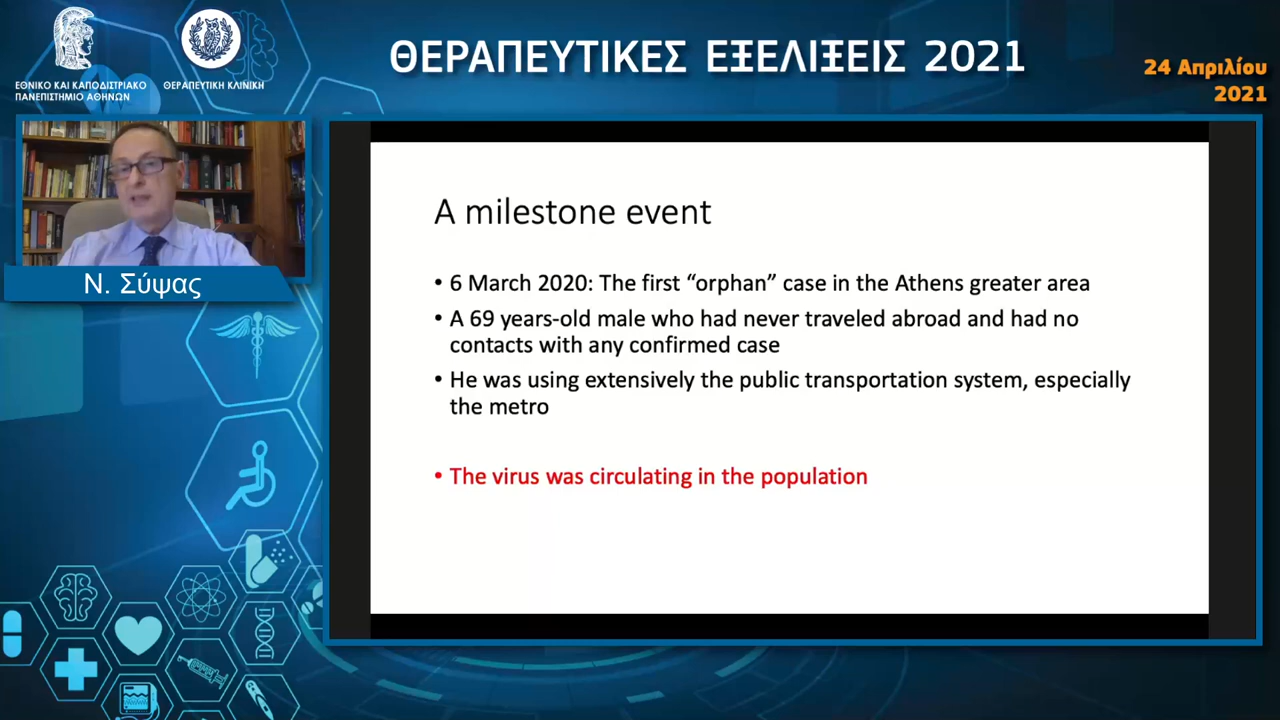 ΕΘΝΙΚΟ ΚΑΙ ΚΑΠΟΔΙΣΤΡΙΑΚΟ
ΠΑΝΕΠΙΣΤΗΜΙΟ ΑΘΗΝΩΝ
ΘΕΡΑΠΕΥΤΙΚΗ ΚΛΙΝΙΚΗ
ΘΕΡΑΠΕΥΤΙΚΕΣ ΕΞΕΛΙΞΕΙΣ 2021
24 Απριλίου
2021
Ν. Σύψας
A milestone event
• 6 March 2020: The first “orphan” case in the Athens greater area
• A 69 years-old male who had never traveled abroad and had no
contacts with any confirmed case
• He was using extensively the public transportation system, especially
the metro
• The virus was circulating in the population